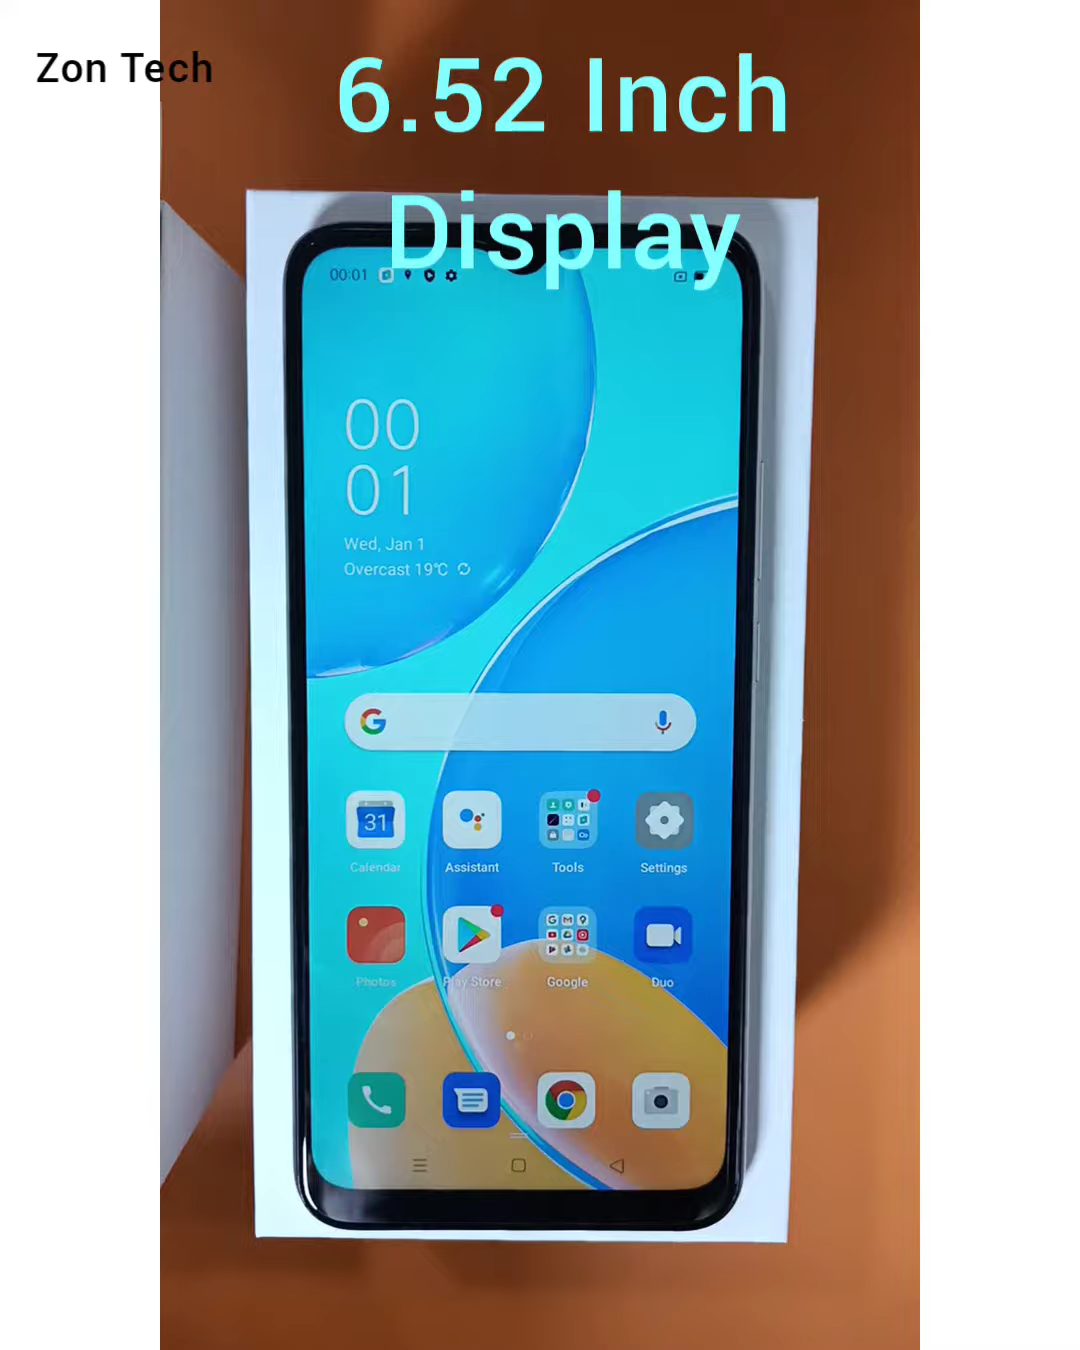 Zon Tech
6.52 Inch
Display
00:01
00
01
Wed, Jan 1
Overcast 19°C
G
31
Calendar
Assistant
Tools
Settings
Photos
Play Store
Google
Duo